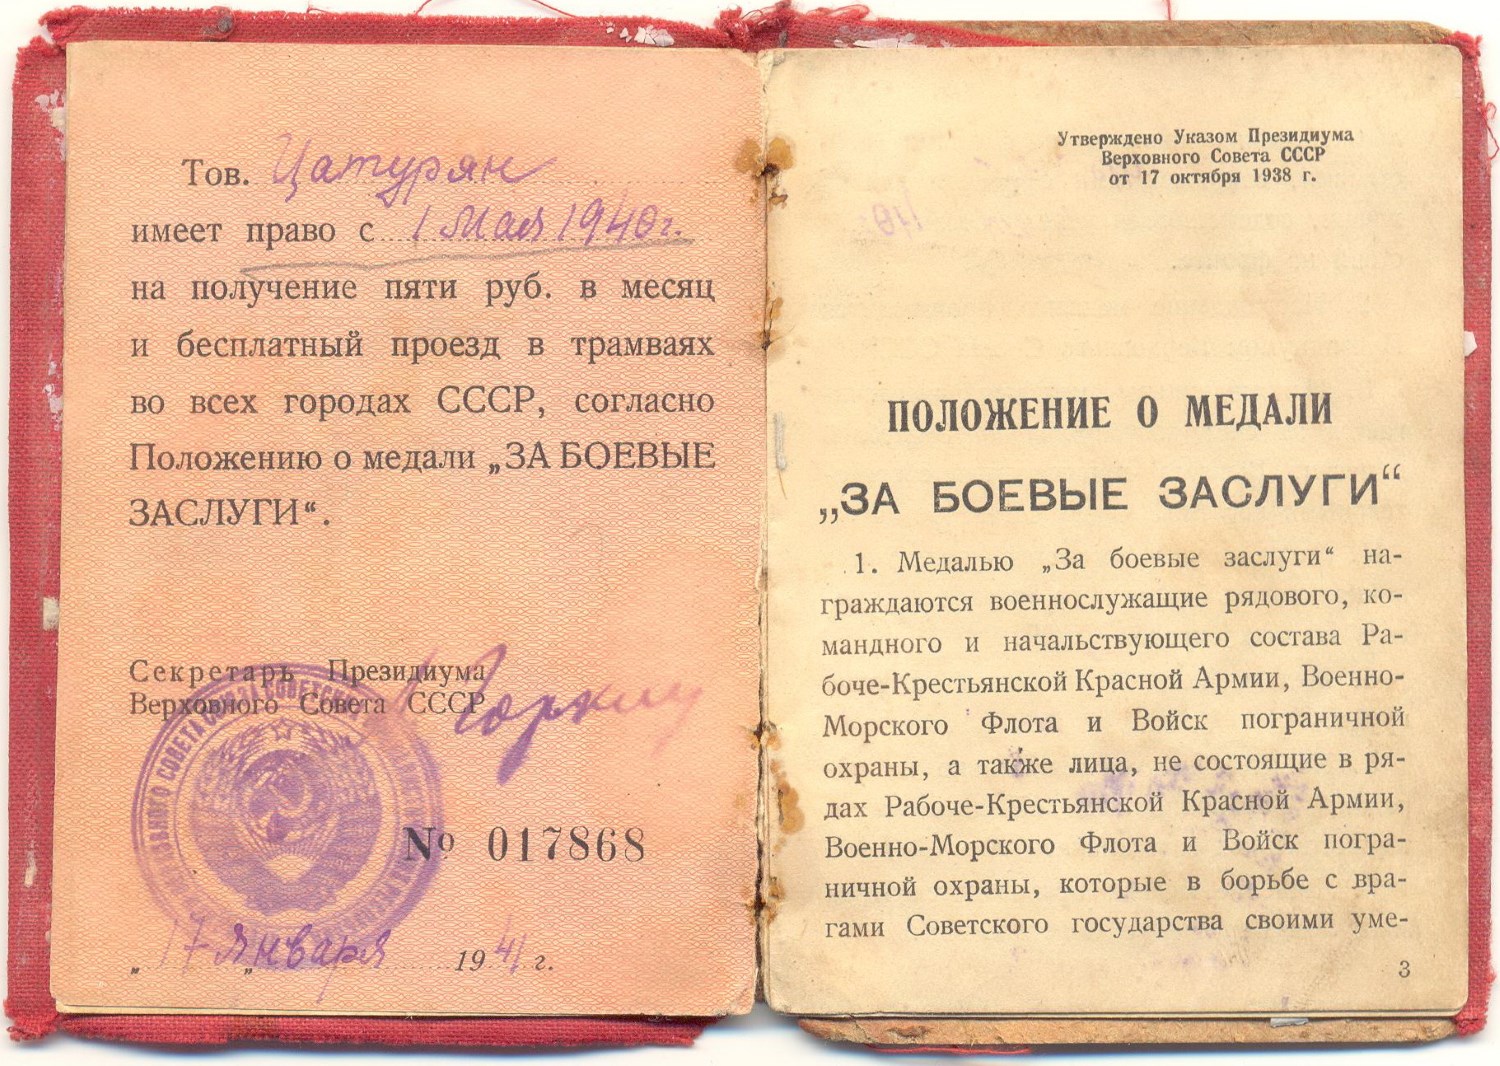 Тов. Цатурян
имеет право с 1 Мая 1940 г.
на получение пяти руб. в месяц
и бесплатный проезд в трамваях
во всех городах СССР, согласно
Положению о медали „ЗА БОЕВЫЕ
ЗАСЛУГИ“.
Секретарь Президиума
Верховного Совета СССР
Горкин
№ 017868
„17„ января 1941 г.
Утверждено Указом Президиума
Верховного Совета СССР
от 17 октября 1938 г.
ПОЛОЖЕНИЕ О МЕДАЛИ
„ЗА БОЕВЫЕ ЗАСЛУГИ“
1. Медалью „За боевые заслуги“ на-
граждаются военнослужащие рядового, ко-
мандного и начальствующего состава Ра-
боче-Крестьянской Красной Армии, Военно-
Морского Флота и Войск пограничной
охраны, а также лица, не состоящие в ря-
дах Рабоче-Крестьянской Красной Армии,
Военно-Морского Флота и Войск погра-
ничной охраны, которые в борьбе с вра-
гами Советского государства своими уме-
3